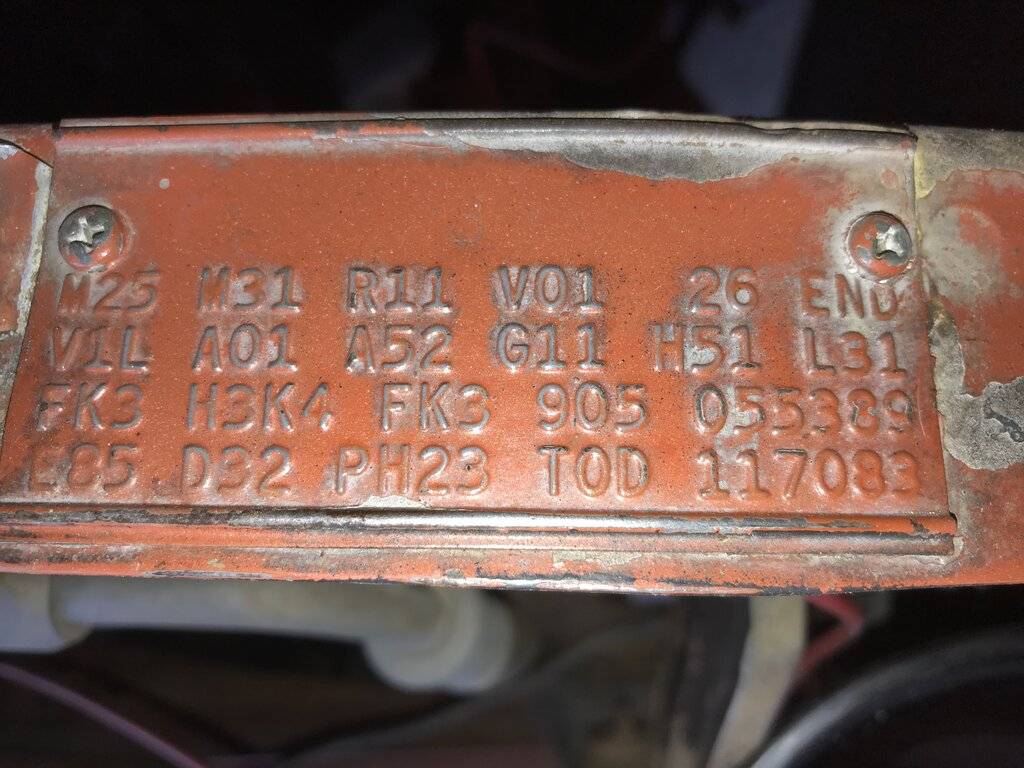 M25 M31 R11 V01 26 END
V1L A01 A52 G11 H51 L31
FK3 H3K4 FK3 905 055389
E85 D32 PH23 TOD 117083